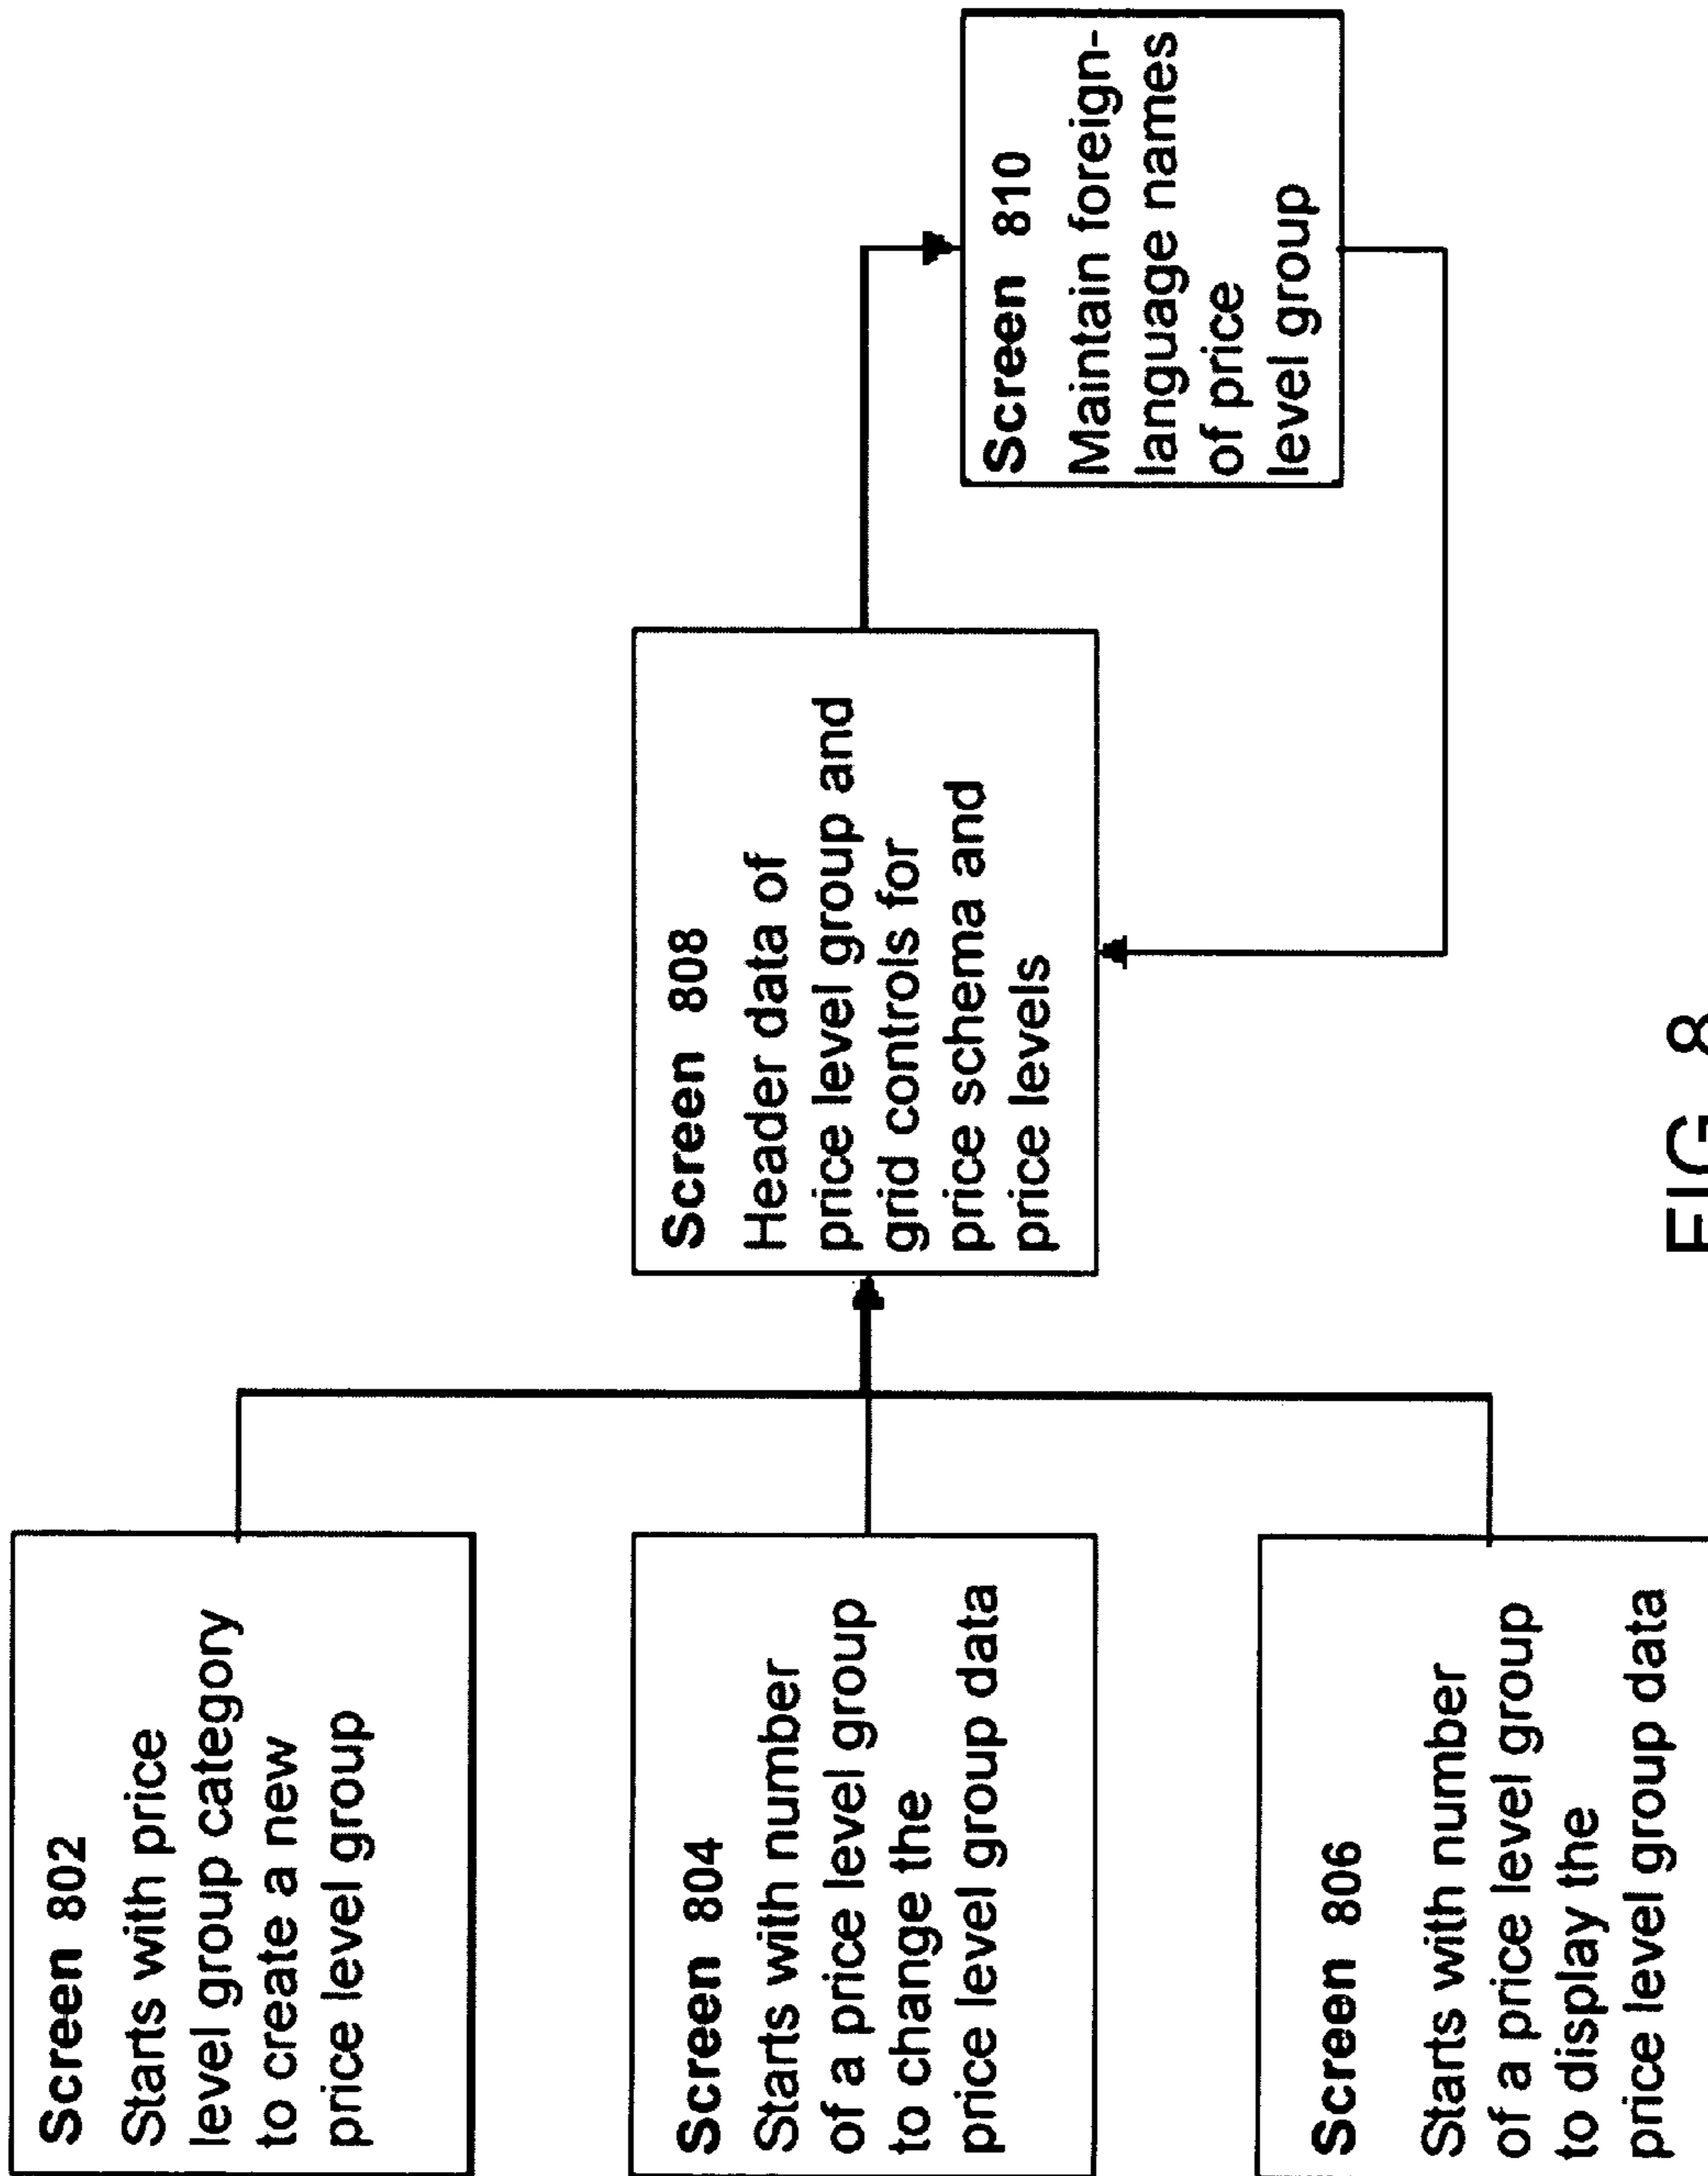 Screen 802
Starts with price
level group category
to create a new
price level group
Screen 804
Starts with number
of a price level group
to change the
price level group data
Screen 806
Starts with number
of a price level group
to display the
price level group data
Screen 808
Header data of
price level group and
grid controls for
price schema and
price levels
Screen 810
Maintain foreign-
language names
of price
level group
FIG 8